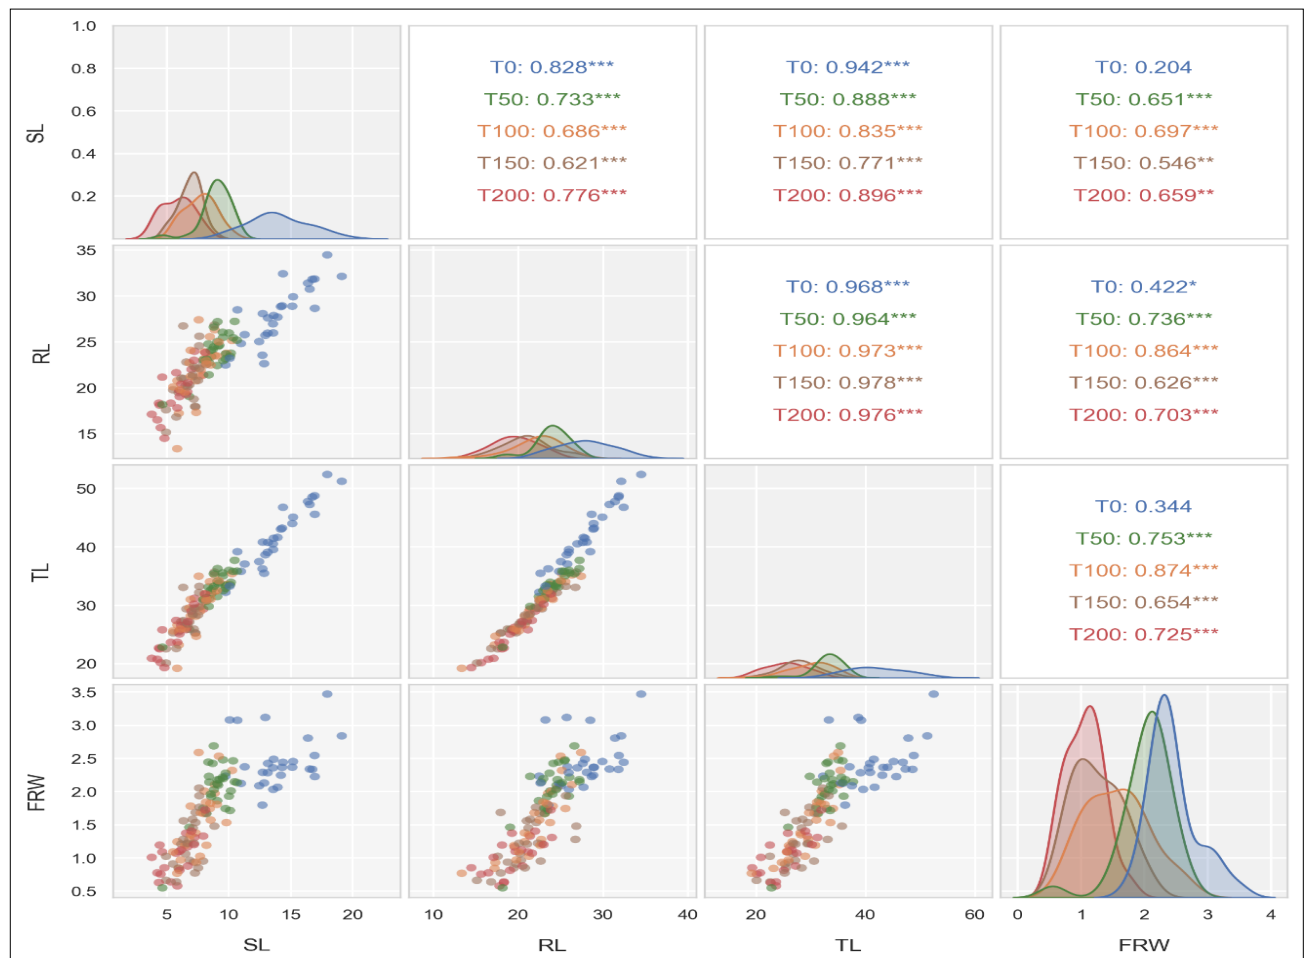 1.0
0.8
0.6
0.4
0.2
SL
T0: 0.828***
T50: 0.733***
T100: 0.686***
T150: 0.621***
T200: 0.776***
T0: 0.942***
T50: 0.888***
T100: 0.835***
T150: 0.771***
T200: 0.896***
T0: 0.204
T50: 0.651***
T100: 0.697***
T150: 0.546**
T200: 0.659**
35
30
25
20
15
RL
10
20
30
40
T0: 0.968***
T50: 0.964***
T100: 0.973***
T150: 0.978***
T200: 0.976***
T0: 0.422*
T50: 0.736***
T100: 0.864***
T150: 0.626***
T200: 0.703***
50
40
30
20
TL
T0: 0.344
T50: 0.753***
T100: 0.874***
T150: 0.654***
T200: 0.725***
3.5
3.0
2.5
2.0
1.5
1.0
0.5
FRW
5 10 15 20
10 20 30 40
20 40 60
0 1 2 3 4
SL RL TL FRW